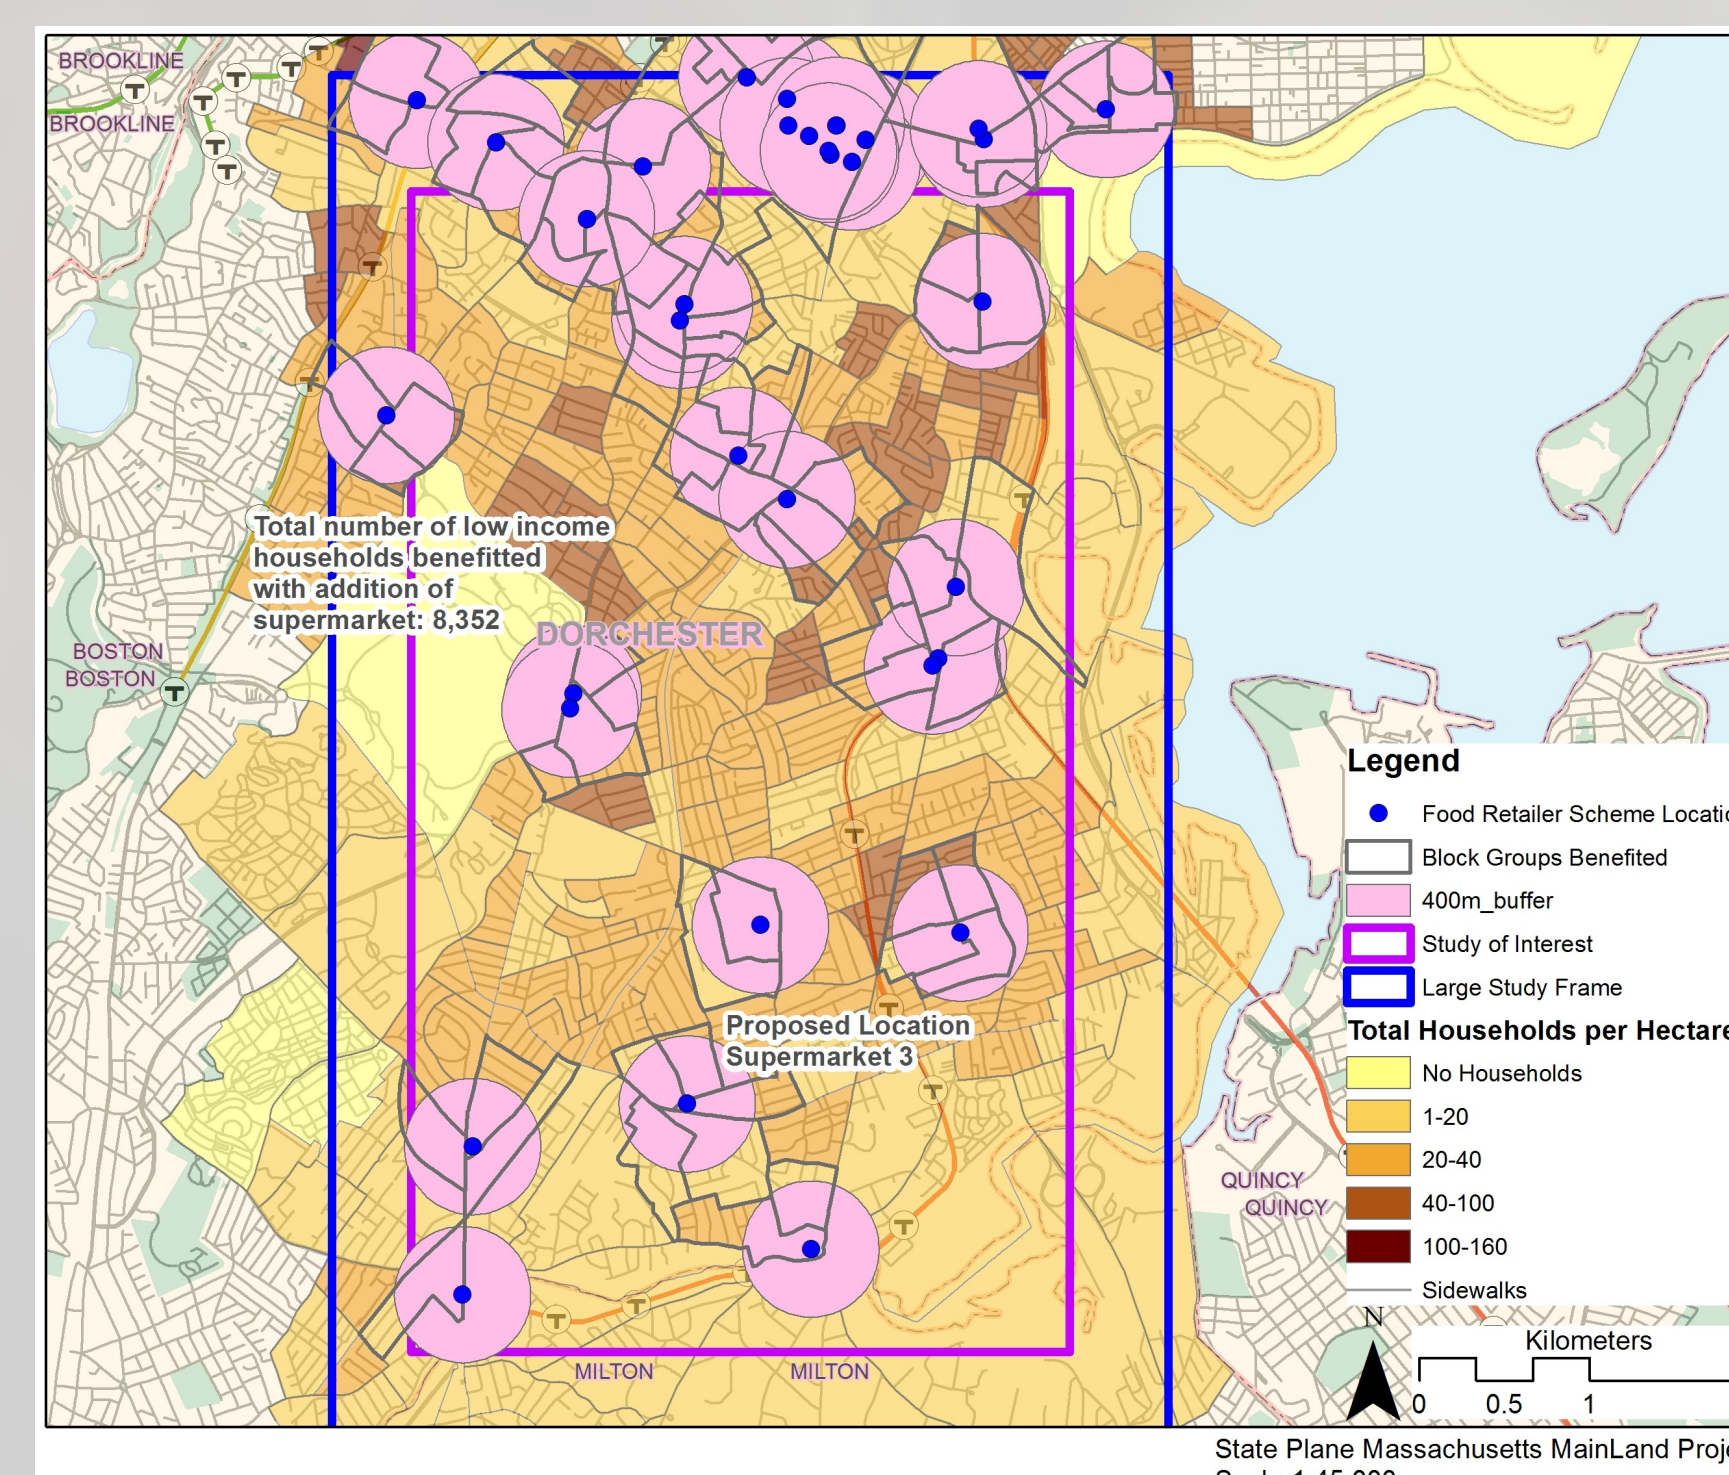 BROOKLINE
BROOKLINE
T
T
T
T
T
T
T
T
T
T
T
T
Total number of low income
households benefitted
with addition of
supermarket: 8,352
DORCHESTER
BOSTON
BOSTON
T
T
T
Proposed Location
Supermarket 3
T
T
T
T
T
MILTON
MILTON
QUINCY
QUINCY
Legend
Food Retailer Scheme Locatio
Block Groups Benefited
400m_buffer
Study of Interest
Large Study Frame
Total Households per Hectare
No Households
1-20
20-40
40-100
100-160
Sidewalks
N
Kilometers
0 0.5 1
State Plane Massachusetts MainLand Proje